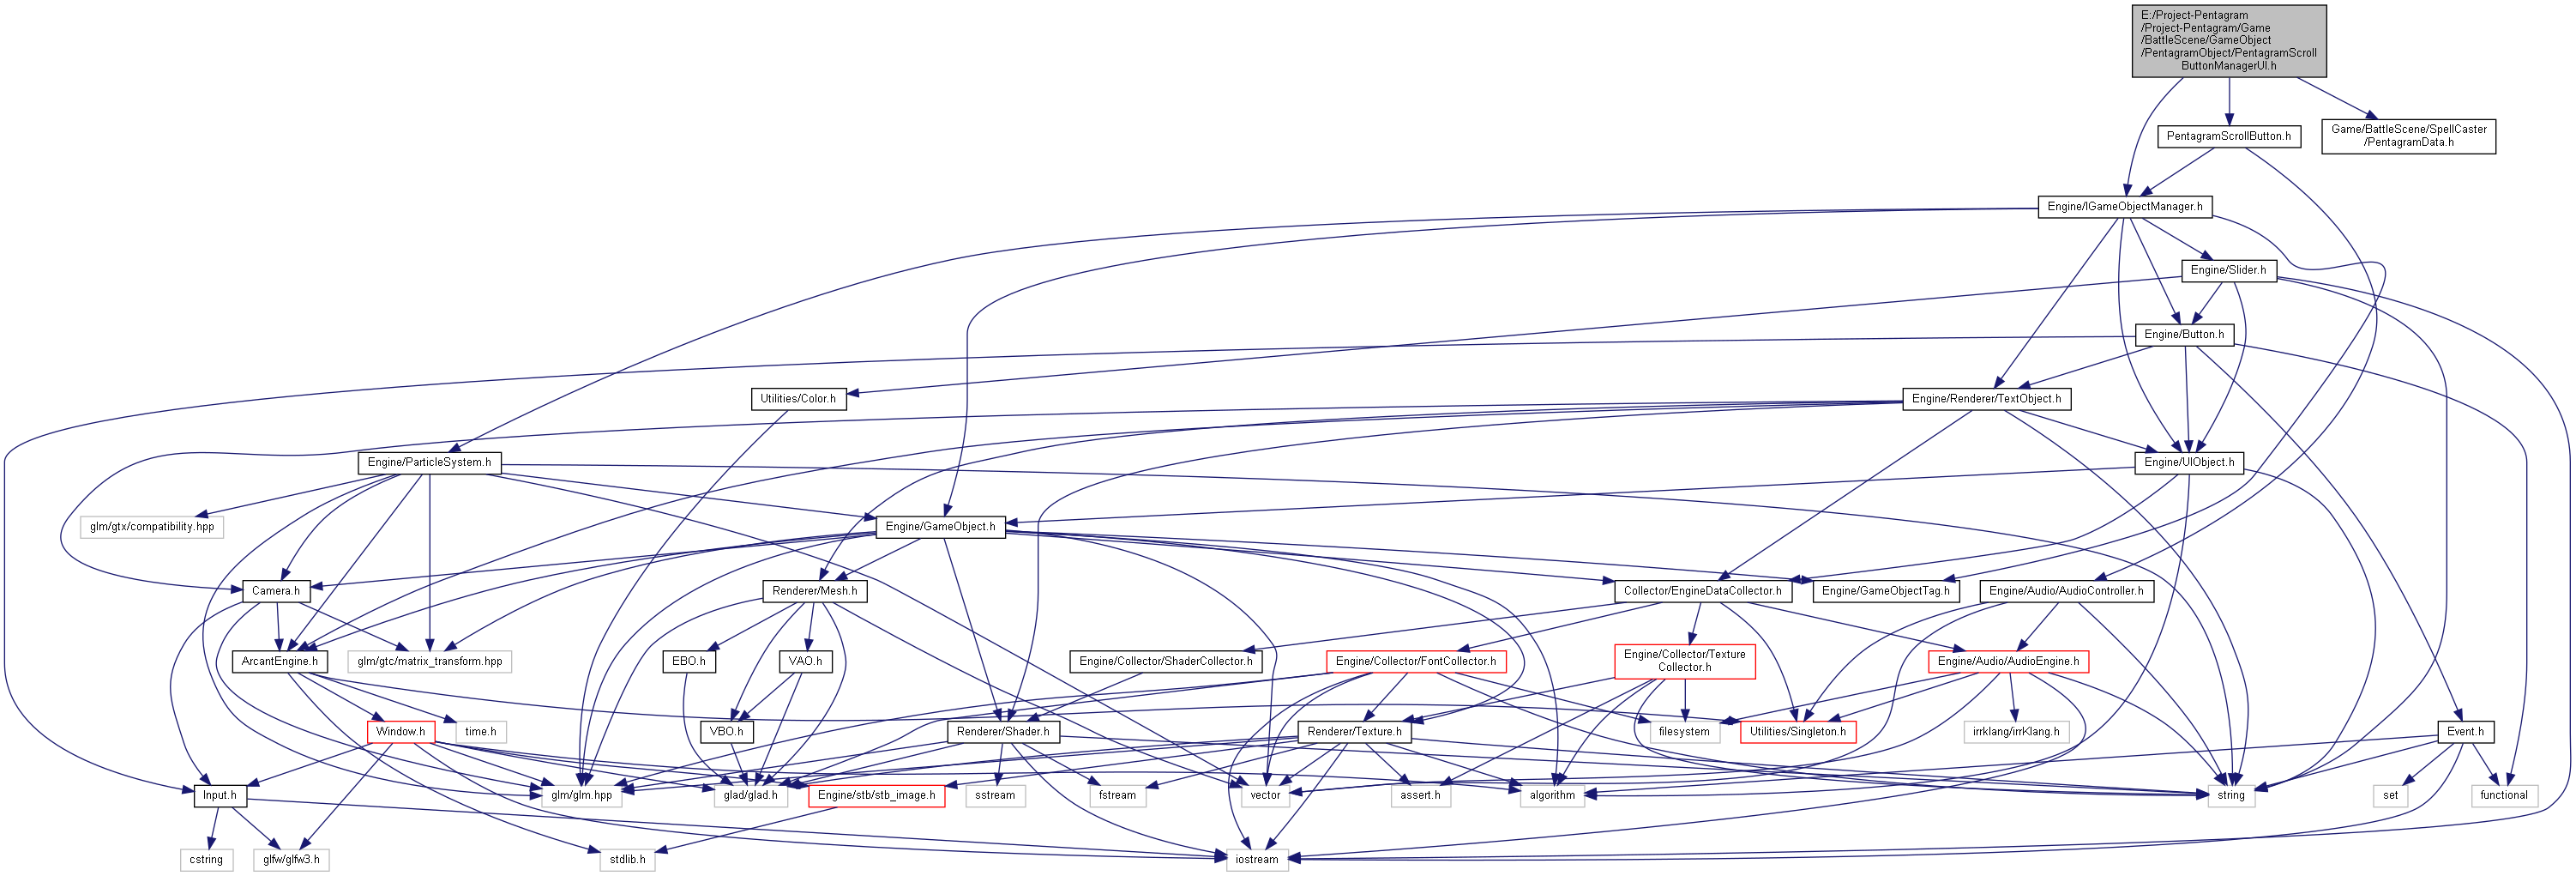 E:/Project-Pentagram
/Project-Pentagram/Game
/BattleScene/GameObject
/PentagramObject/PentagramScroll
ButtonManagerUI.h
PentagramScrollButton.h
Game/BattleScene/SpellCaster
/PentagramData.h
Engine/IGameObjectManager.h
Engine/Slider.h
Engine/Button.h
Utilities/Color.h
Engine/Renderer/TextObject.h
Engine/ParticleSystem.h
Engine/UIObject.h
glm/gtx/compatibility.hpp
Engine/GameObject.h
Camera.h
Renderer/Mesh.h
Collector/EngineDataCollector.h
Engine/GameObjectTag.h
Engine/Audio/AudioController.h
ArcantEngine.h
glm/gtc/matrix_transform.hpp
EBO.h
VAO.h
Engine/Collector/ShaderCollector.h
Engine/Collector/FontCollector.h
Engine/Collector/Texture
Collector.h
Engine/Audio/AudioEngine.h
Window.h
time.h
VBO.h
Renderer/Shader.h
Renderer/Texture.h
filesystem
Utilities/Singleton.h
irrklang/irrKlang.h
Event.h
Input.h
glm/glm.hpp
glad/glad.h
Engine/stb/stb_image.h
sstream
fstream
vector
assert.h
algorithm
string
set
functional
cstring
glfw/glfw3.h
stdlib.h
iostream